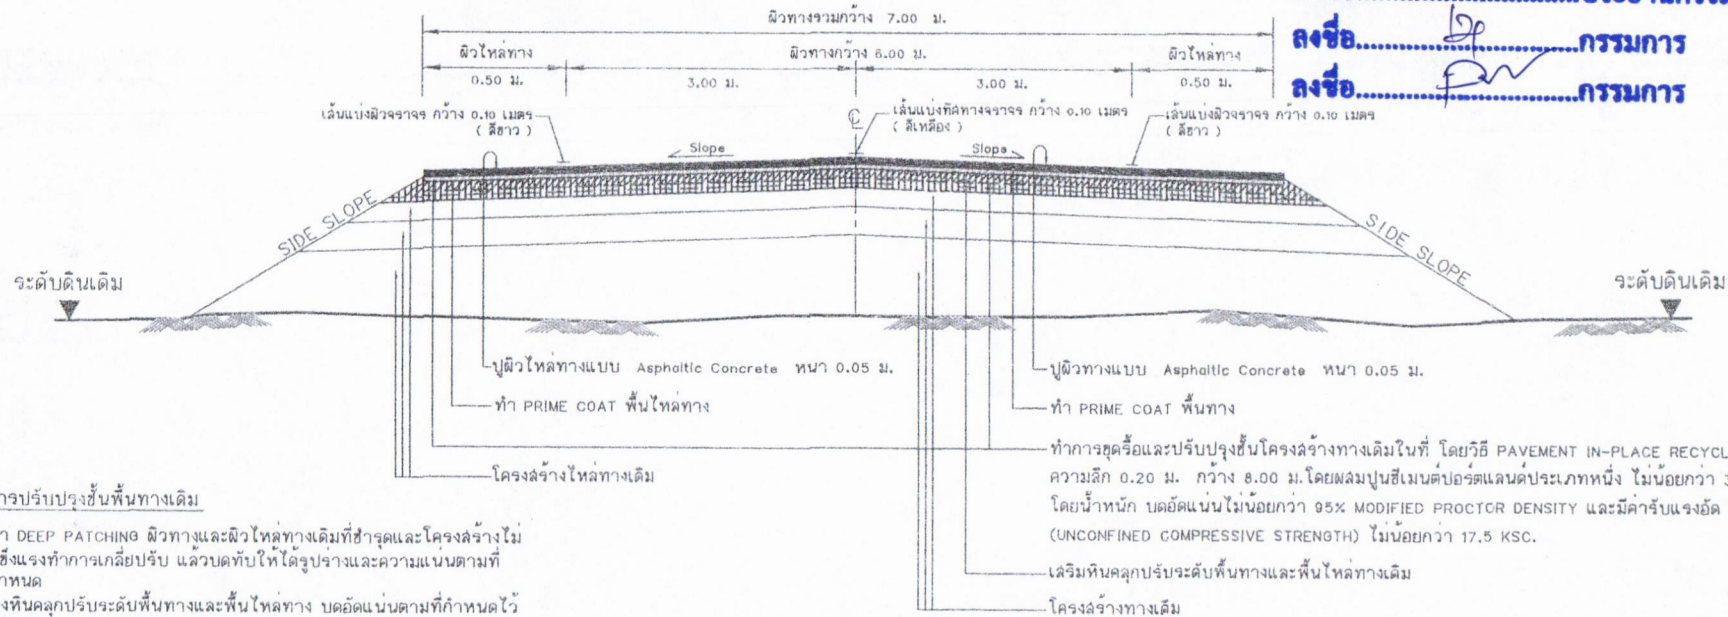 ผิวทางรวมกว้าง 7.00 ม.
ลงชื่อ................................กรรมการ
ลงชื่อ................................กรรมการ
ผิวไหล่ทาง
ผิวทางกว้าง 6.00 ม.
ผิวไหล่ทาง
0.50 ม.
3.00 ม.
3.00 ม.
0.50 ม.
เส้นแบ่งผิวจราจร กว้าง 0.10 เมตร
( สีขาว )
เส้นแบ่งทิศทางจราจร กว้าง 0.10 เมตร
( สีเหลือง )
เส้นแบ่งผิวจราจร กว้าง 0.10 เมตร
( สีขาว )
Slope
Slope
SIDE SLOPE
SIDE SLOPE
ระดับดินเดิม
ระดับดินเดิม
ปูผิวไหล่ทางแบบ Asphaltic Concrete หนา 0.05 ม.
ทำ PRIME COAT พื้นไหล่ทาง
โครงสร้างไหล่ทางเดิม
ปูผิวทางแบบ Asphaltic Concrete หนา 0.05 ม.
ทำ PRIME COAT พื้นทาง
ทำการขุดรื้อและปรับปรุงชั้นโครงสร้างทางเดิมในที่ โดยวิธี PAVEMENT IN-PLACE RECYCL
ความลึก 0.20 ม. กว้าง 8.00 ม.โดยผสมปูนซีเมนต์ปอร์ตแลนด์ประเภทหนึ่ง ไม่น้อยกว่า 3
โดยน้ำหนัก บดอัดแน่นไม่น้อยกว่า 95% MODIFIED PROCTOR DENSITY และมีค่ารับแรงอัด
(UNCONFINED COMPRESSIVE STRENGTH) ไม่น้อยกว่า 17.5 KSC.
เสริมหินคลุกปรับระดับพื้นทางและพื้นไหล่ทางเดิม
โครงสร้างทางเดิม
การปรับปรุงชั้นพื้นทางเดิม
DEEP PATCHING ผิวทางและผิวไหล่ทางเดิมที่ชำรุดและโครงสร้างไม่
ข็งแรงทำการเกลี่ยปรับ แล้วบดทับให้ได้รูปร่างและความแน่นตามที่
ำหนด
งหินคลุกปรับระดับพื้นทางและพื้นไหล่ทาง บดอัดแน่นตามที่กำหนดไว้